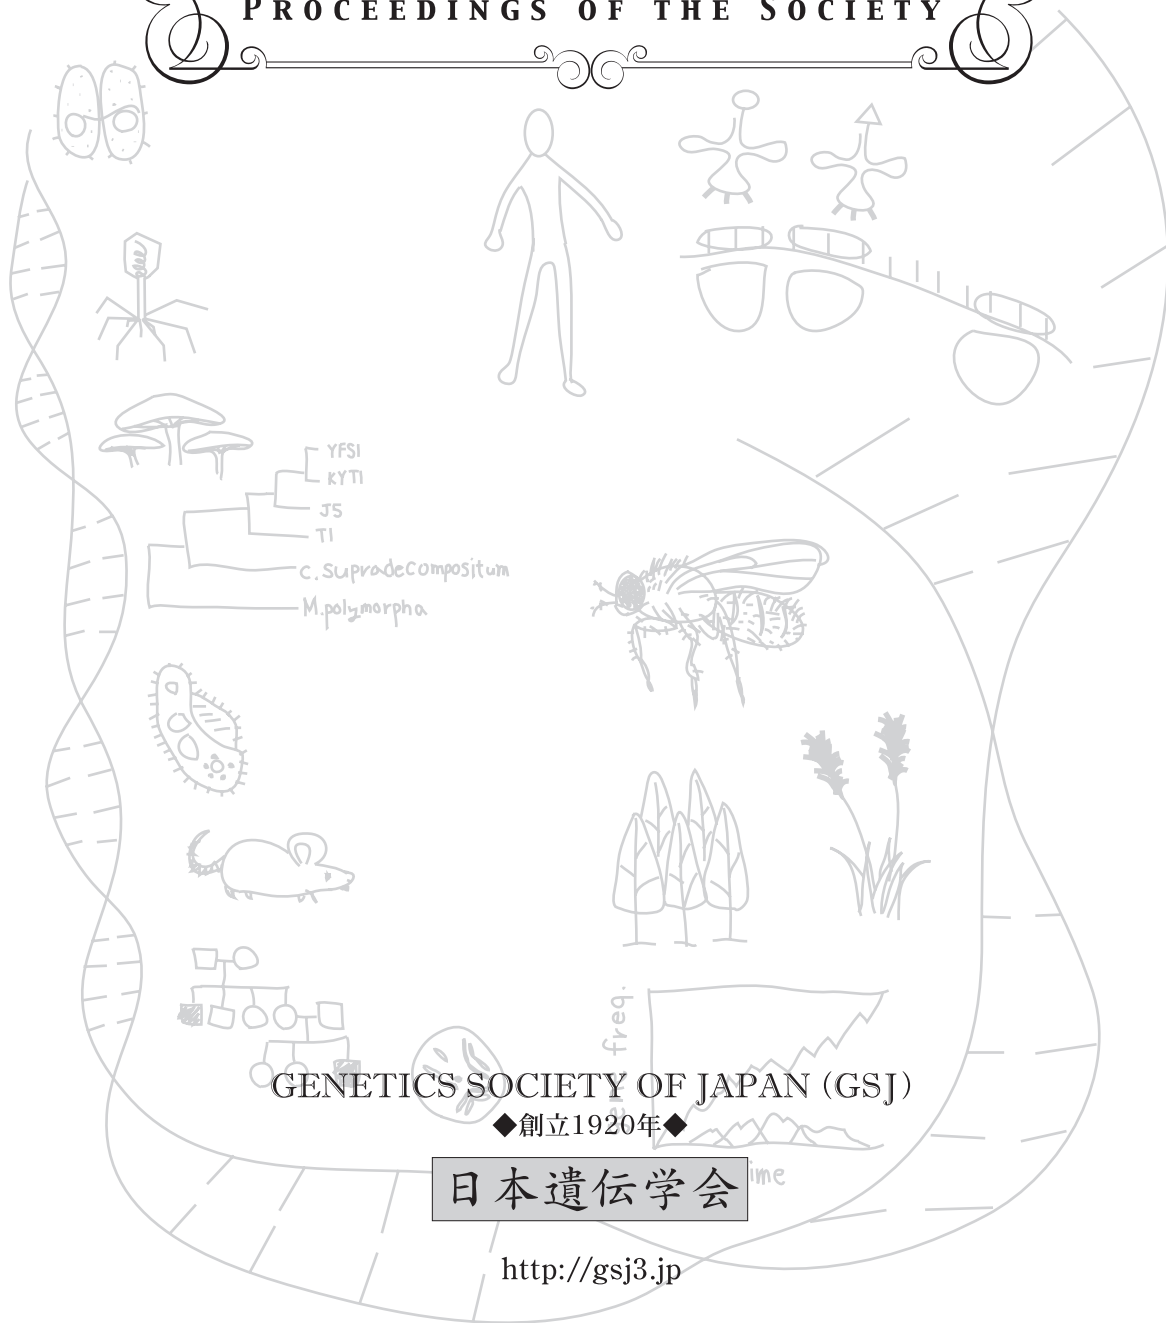 PROCEEDINGS OF THE SOCIETY
YFS1
KYT1
J5
T1
C. supradecompositum
M. polymorpha
freq.
GENETICS SOCIETY OF JAPAN (GSJ)
◆創立1920年◆
日本遺伝学会
http://gsj3.jp